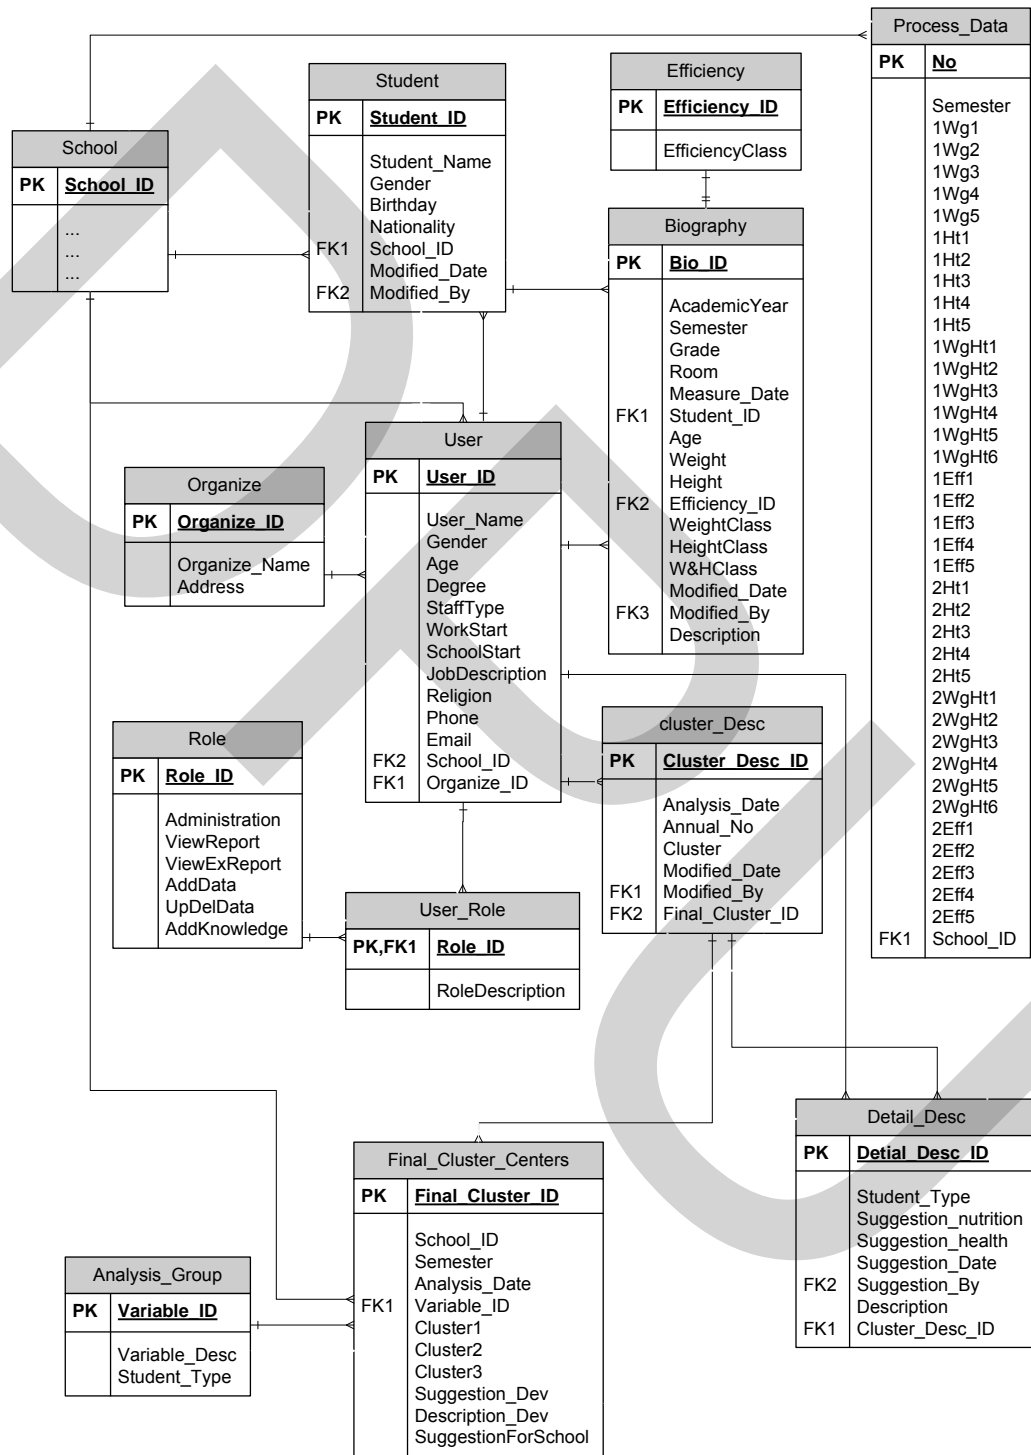 Process_Data
PK No
Semester
1Wg1
1Wg2
1Wg3
1Wg4
1Wg5
1Ht1
1Ht2
1Ht3
1Ht4
1Ht5
1WgHt1
1WgHt2
1WgHt3
1WgHt4
1WgHt5
1WgHt6
1Eff1
1Eff2
1Eff3
1Eff4
1Eff5
2Ht1
2Ht2
2Ht3
2Ht4
2Ht5
2WgHt1
2WgHt2
2WgHt3
2WgHt4
2WgHt5
2WgHt6
2Eff1
2Eff2
2Eff3
2Eff4
2Eff5
FK1 School_ID
Student
PK Student_ID
Student_Name
Gender
Birthday
Nationality
FK1 School_ID
Modified_Date
FK2 Modified_By
Efficiency
PK Efficiency_ID
EfficiencyClass
School
PK School_ID
...
...
...
Biography
PK Bio_ID
AcademicYear
Semester
Grade
Room
Measure_Date
FK1 Student_ID
Age
Weight
Height
FK2 Efficiency_ID
WeightClass
HeightClass
W&HClass
Modified_Date
FK3 Modified_By
Description
User
PK User_ID
User_Name
Gender
Age
Degree
StaffType
WorkStart
SchoolStart
JobDescription
Religion
Phone
Email
FK2 School_ID
FK1 Organize_ID
Organize
PK Organize_ID
Organize_Name
Address
Role
PK Role_ID
Administration
ViewReport
ViewExReport
AddData
UpDelData
AddKnowledge
cluster_Desc
PK Cluster_Desc_ID
Analysis_Date
Annual_No
Cluster
Modified_Date
FK1 Modified_By
FK2 Final_Cluster_ID
User_Role
PK,FK1 Role_ID
RoleDescription
Detail_Desc
PK Detial_Desc_ID
Student_Type
Suggestion_nutrition
Suggestion_health
Suggestion_Date
FK2 Suggestion_By
Description
FK1 Cluster_Desc_ID
Final_Cluster_Centers
PK Final_Cluster_ID
School_ID
Semester
Analysis_Date
FK1 Variable_ID
Cluster1
Cluster2
Cluster3
Suggestion_Dev
Description_Dev
SuggestionForSchool
Analysis_Group
PK Variable_ID
Variable_Desc
Student_Type